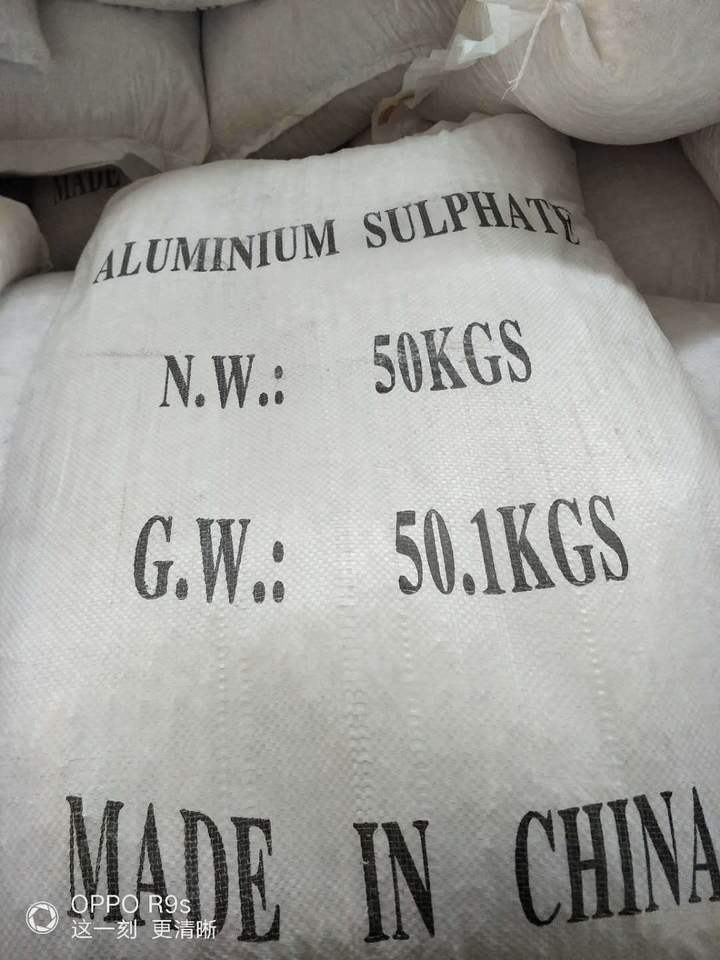 MADE
ALUMINIUM SULPHATE
N.W.: 50KGS
G.W.: 50.1KGS
MADE IN CHINA
OPPO R9s
这一刻 更清晰